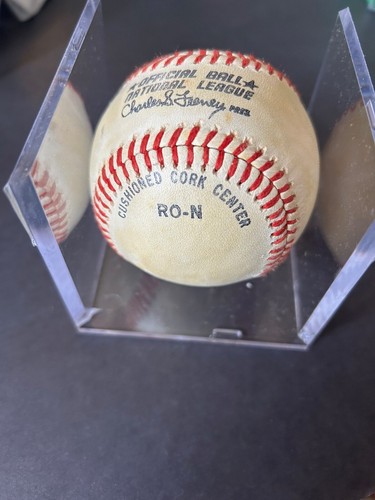 ★OFFICIAL BALL★
NATIONAL LEAGUE
Charles S. Feeney PRES.
CUSHIONED CORK CENTER
RO-N